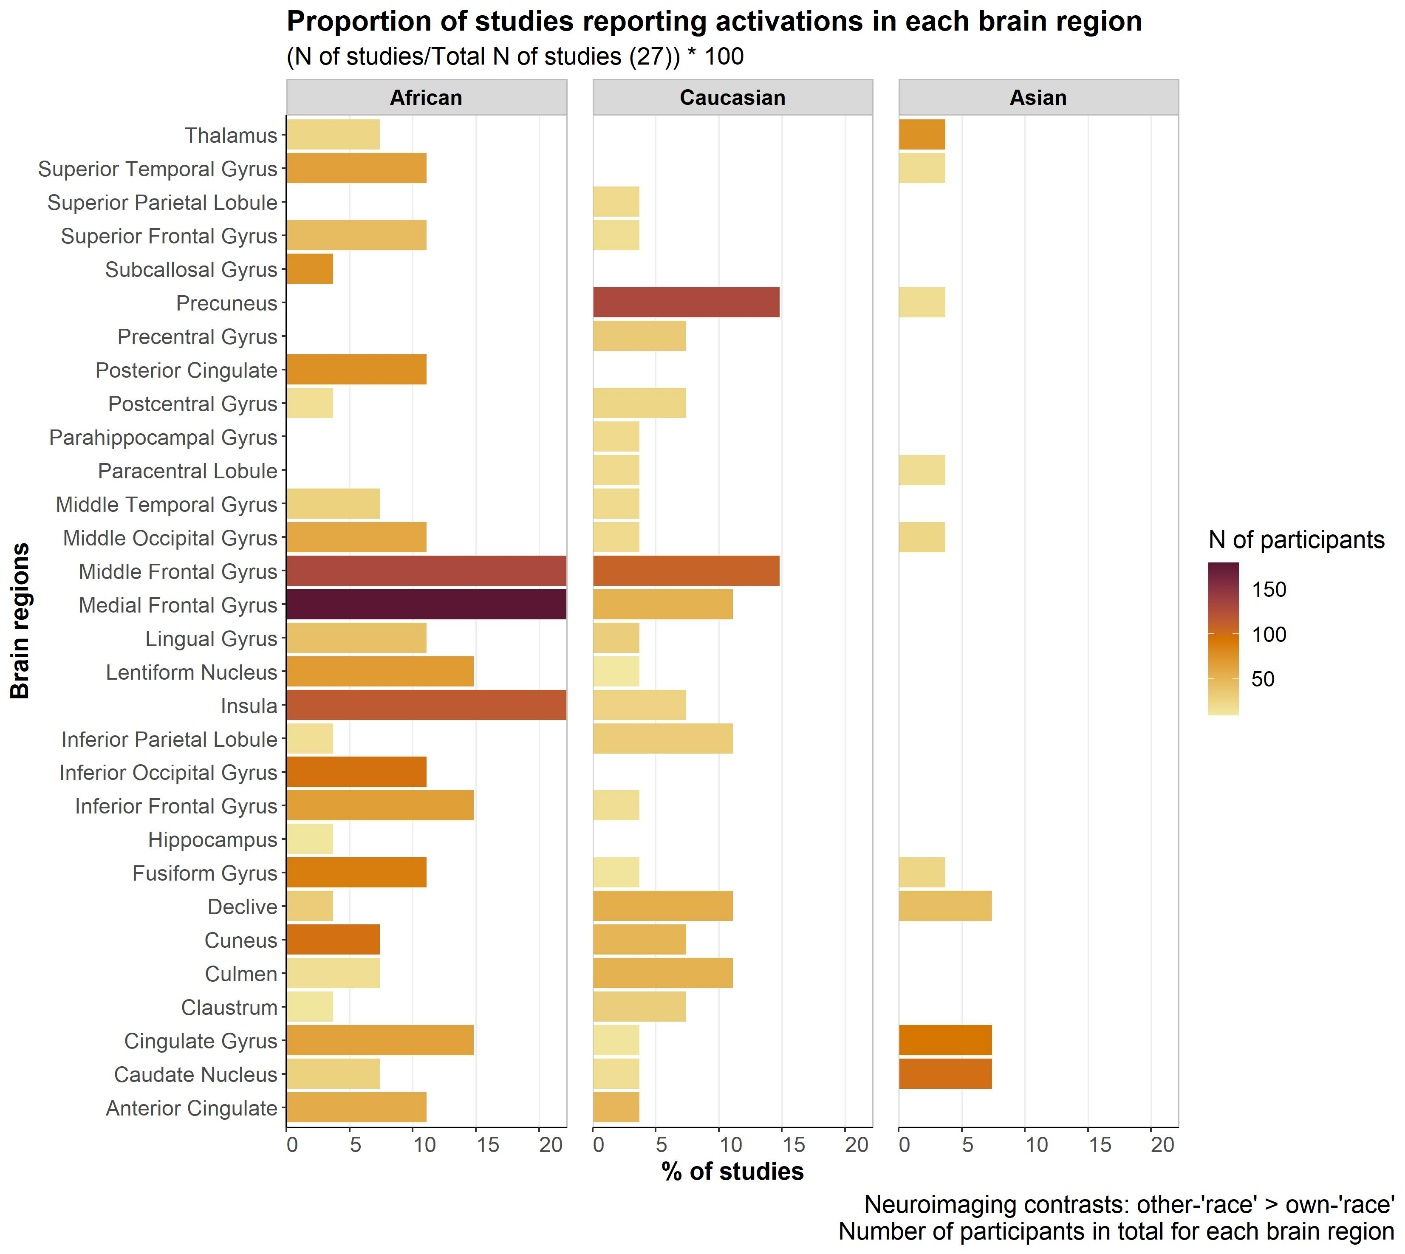 Proportion of studies reporting activations in each brain region
(N of studies/Total N of studies (27)) * 100
African Caucasian Asian
Thalamus
Superior Temporal Gyrus
Superior Parietal Lobule
Superior Frontal Gyrus
Subcallosal Gyrus
Precuneus
Precentral Gyrus
Posterior Cingulate
Postcentral Gyrus
Parahippocampal Gyrus
Paracentral Lobule
Middle Temporal Gyrus
Middle Occipital Gyrus
Middle Frontal Gyrus
Medial Frontal Gyrus
Lingual Gyrus
Lentiform Nucleus
Insula
Inferior Parietal Lobule
Inferior Occipital Gyrus
Inferior Frontal Gyrus
Hippocampus
Fusiform Gyrus
Declive
Cuneus
Culmen
Claustrum
Cingulate Gyrus
Caudate Nucleus
Anterior Cingulate
Brain regions
0 5 10 15 20 0 5 10 15 20 0 5 10 15 20
% of studies
N of participants
150
100
50
Neuroimaging contrasts: other-'race' > own-'race'
Number of participants in total for each brain region